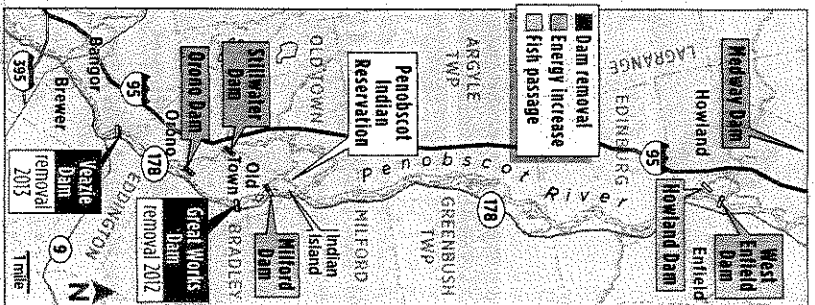 Medway Dam
LAGRANGE
Howland
95
West
Enfield
Dam
Howland Dam
Enfield
EDINBURG
Dam removal
Energy increase
Fish passage
Penobscot River
178
ARGYLE
TWP
GREENBUSH
TWP
Penobscot
Indian
Reservation
MILFORD
Indian
Island
OLD TOWN
Milford
Dam
Stillwater
Dam
Old
Town
BRADLEY
Great Works
Dam
removal 2012
Orono Dam
Orono
178
95
Veazie
Dam
removal
2013
EDDINGTON
Bangor
Brewer
395
9
N
1 mile